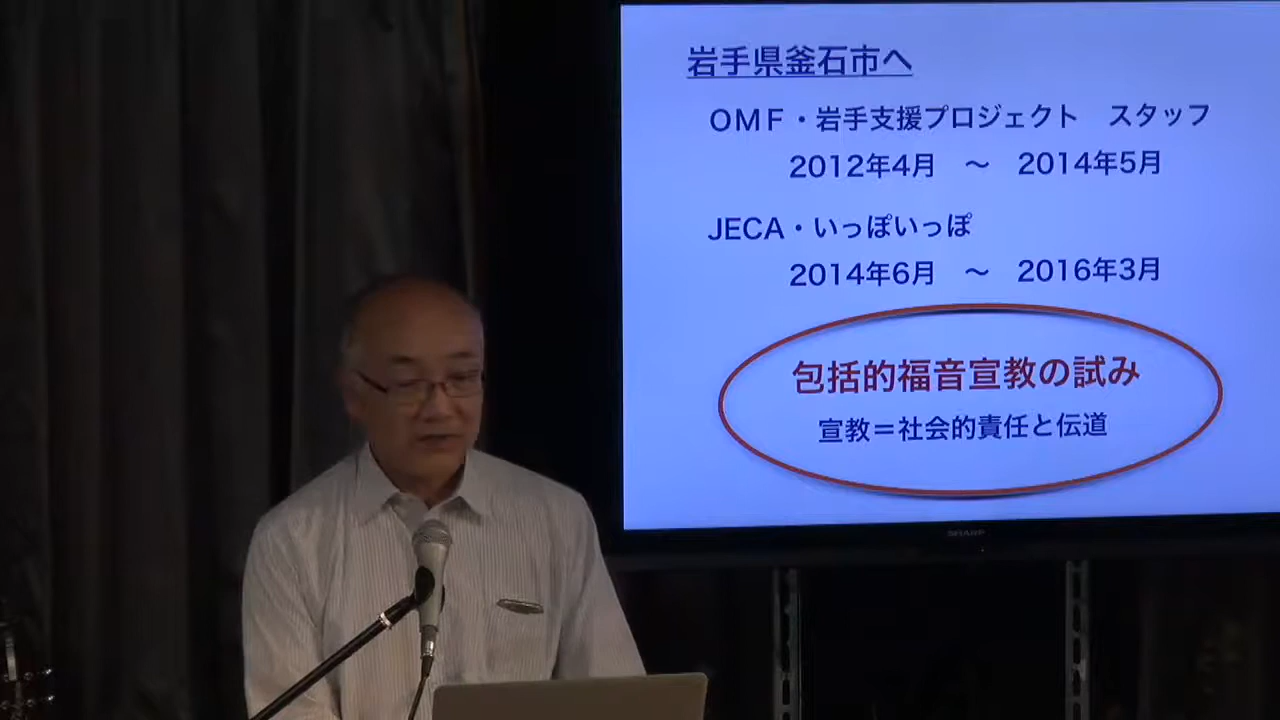 岩手県釜石市へ
OMF・岩手支援プロジェクト　スタッフ
2012年4月　～　2014年5月
JECA・いっぽいっぽ
2014年6月　～　2016年3月
包括的福音宣教の試み
宣教＝社会的責任と伝道
SHARP